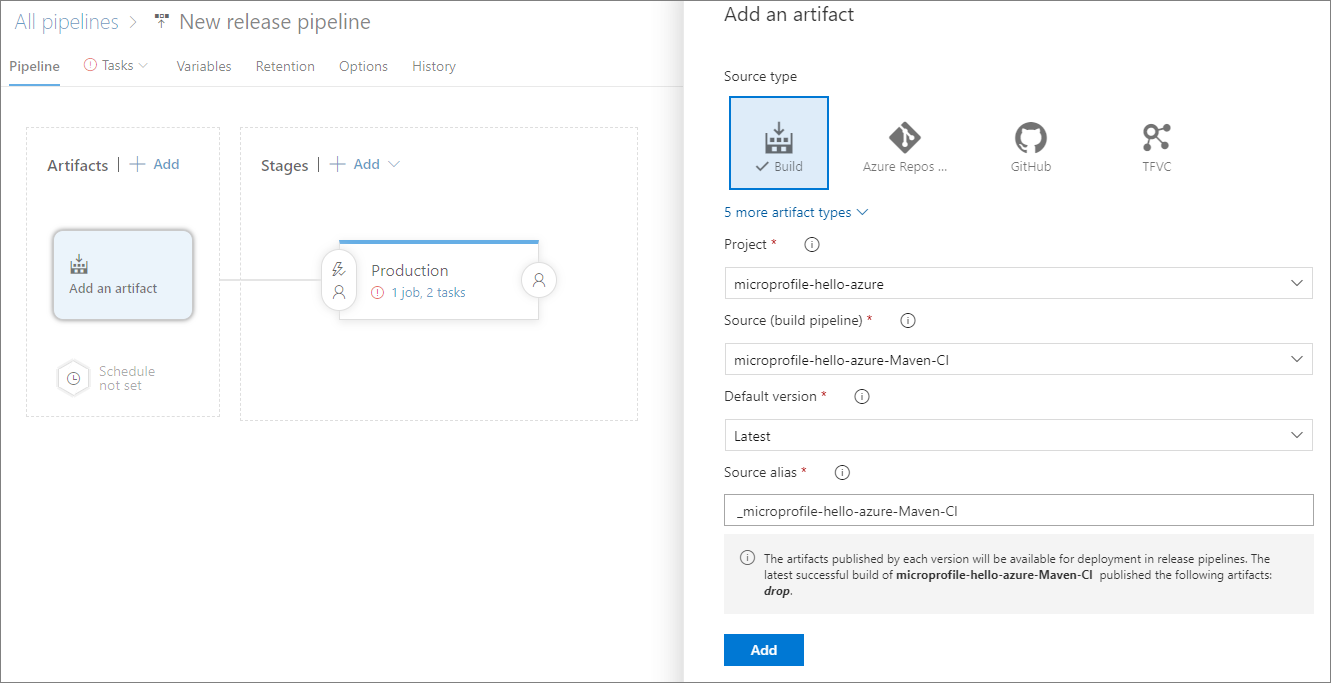 All pipelines > New release pipeline
Pipeline Tasks Variables Retention Options History
Artifacts | + Add
Add an artifact
Schedule
not set
Stages | + Add
Production
1 job, 2 tasks
Add an artifact
Source type
Build
Azure Repos ...
GitHub
TFVC
5 more artifact types
Project *
microprofile-hello-azure
Source (build pipeline) *
microprofile-hello-azure-Maven-CI
Default version *
Latest
Source alias *
_microprofile-hello-azure-Maven-CI
The artifacts published by each version will be available for deployment in release pipelines. The
latest successful build of microprofile-hello-azure-Maven-CI published the following artifacts:
drop.
Add